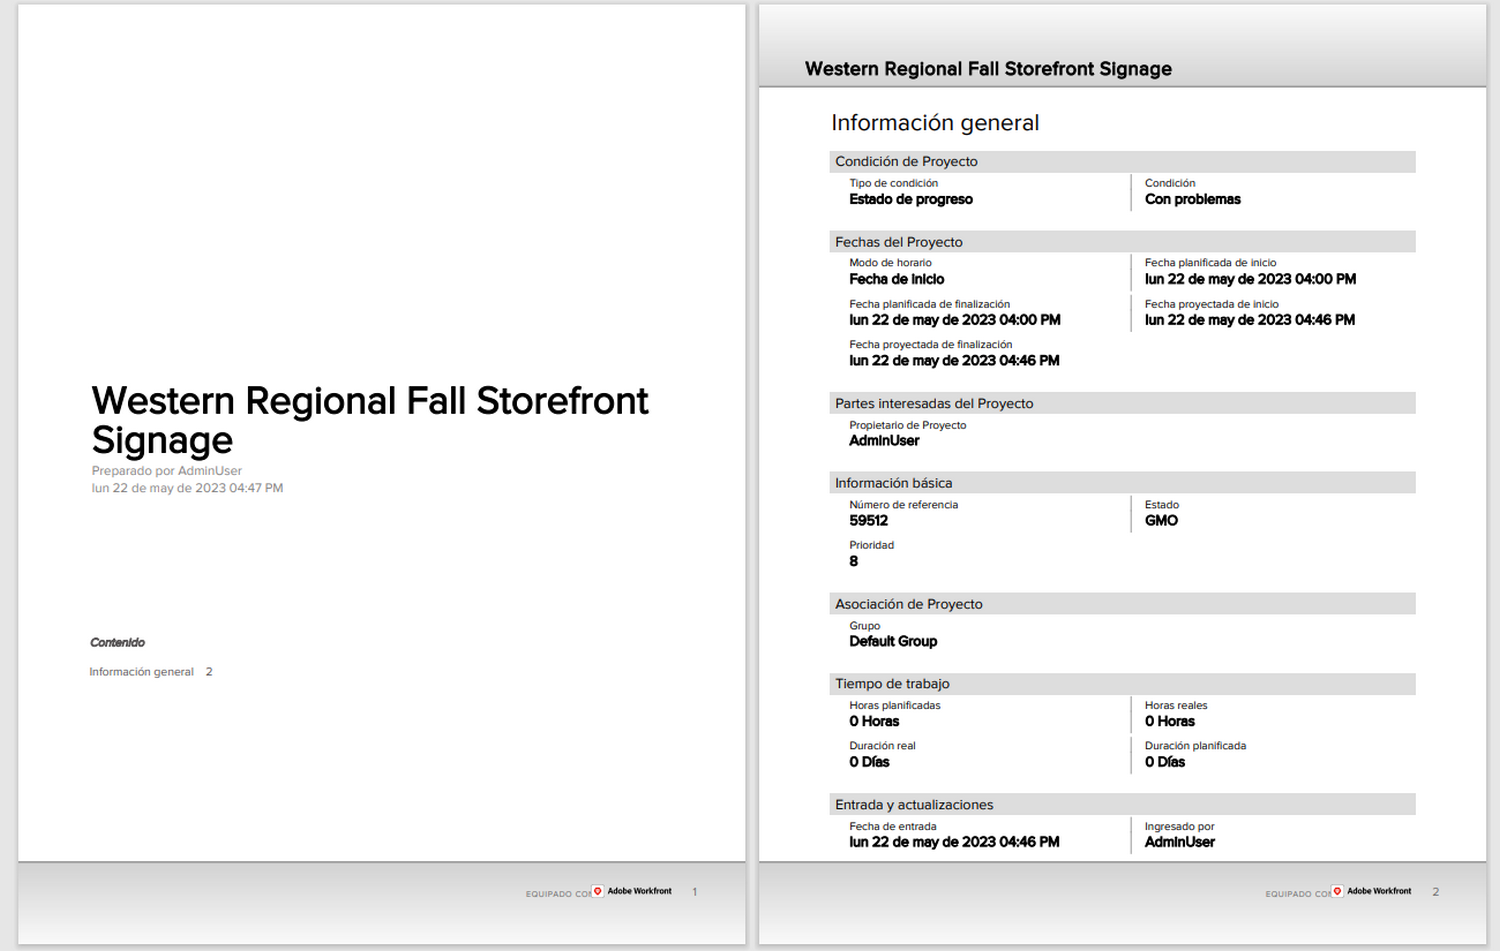 Western Regional Fall Storefront
Signage
Preparado por AdminUser
lun 22 de may de 2023 04:47 PM
Contenido
Información general 2
EQUIPADO CON Adobe Workfront 1
Western Regional Fall Storefront Signage
Información general
Condición de Proyecto
Tipo de condición Condición
Estado de progreso Con problemas
Fechas del Proyecto
Modo de horario Fecha planificada de inicio
Fecha de inicio lun 22 de may de 2023 04:00 PM
Fecha planificada de finalización Fecha proyectada de inicio
lun 22 de may de 2023 04:00 PM lun 22 de may de 2023 04:46 PM
Fecha proyectada de finalización
lun 22 de may de 2023 04:46 PM
Partes interesadas del Proyecto
Propietario de Proyecto
AdminUser
Información básica
Número de referencia Estado
59512 GMO
Prioridad
8
Asociación de Proyecto
Grupo
Default Group
Tiempo de trabajo
Horas planificadas Horas reales
0 Horas 0 Horas
Duración real Duración planificada
0 Días 0 Días
Entrada y actualizaciones
Fecha de entrada Ingresado por
lun 22 de may de 2023 04:46 PM AdminUser
EQUIPADO CON Adobe Workfront 2